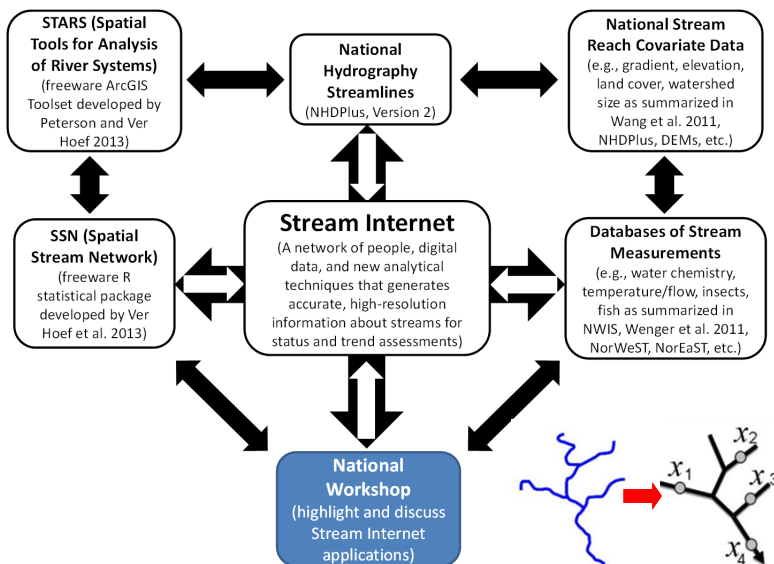 STARS (Spatial
Tools for Analysis
of River Systems)
(freeware ArcGIS
Toolset developed by
Peterson and Ver
Hoef 2013)
National
Hydrography
Streamlines
(NHDPlus, Version 2)
National Stream
Reach Covariate Data
(e.g., gradient, elevation,
land cover, watershed
size as summarized in
Wang et al. 2011,
NHDPlus, DEMs, etc.)
SSN (Spatial
Stream Network)
(freeware R
statistical package
developed by Ver
Hoef et al. 2013)
Stream Internet
(A network of people, digital
data, and new analytical
techniques that generates
accurate, high-resolution
information about streams for
status and trend assessments)
Databases of Stream
Measurements
(e.g., water chemistry,
temperature/flow, insects,
fish as summarized in
NWIS, Wenger et al. 2011,
NorWeST, NorEaST, etc.)
National
Workshop
(highlight and discuss
Stream Internet
applications)
x2
x1
x3
x4